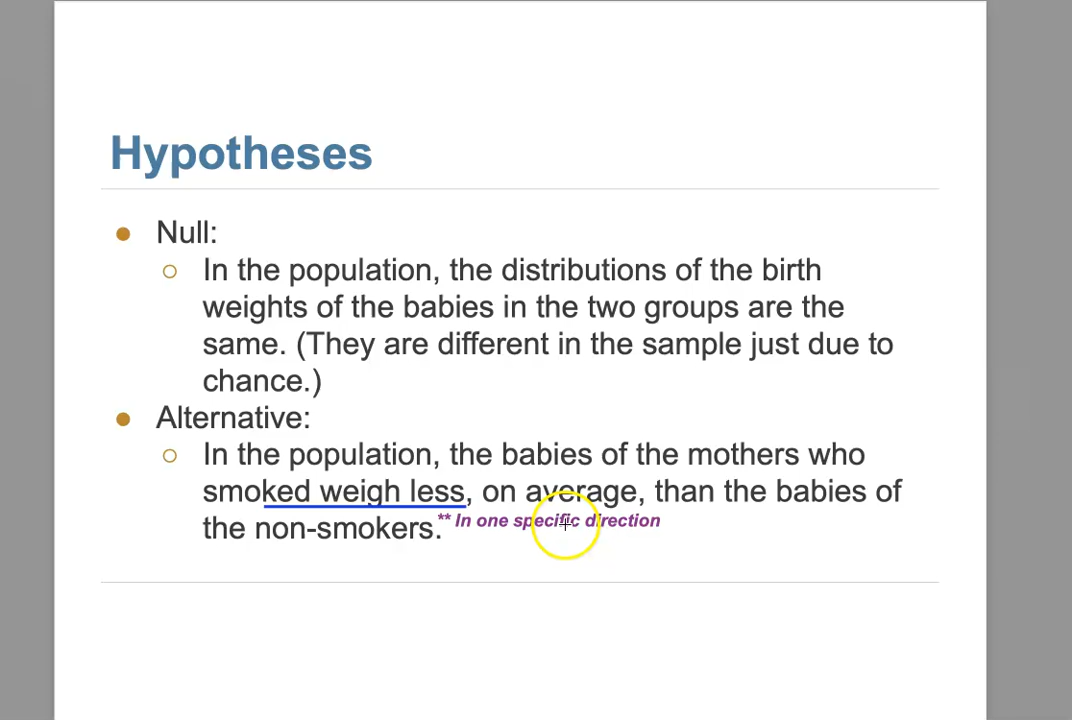 Hypotheses
● Null:
○ In the population, the distributions of the birth
weights of the babies in the two groups are the
same. (They are different in the sample just due to
chance.)
● Alternative:
○ In the population, the babies of the mothers who
smoked weigh less, on average, than the babies of
the non-smokers.** In one specific direction